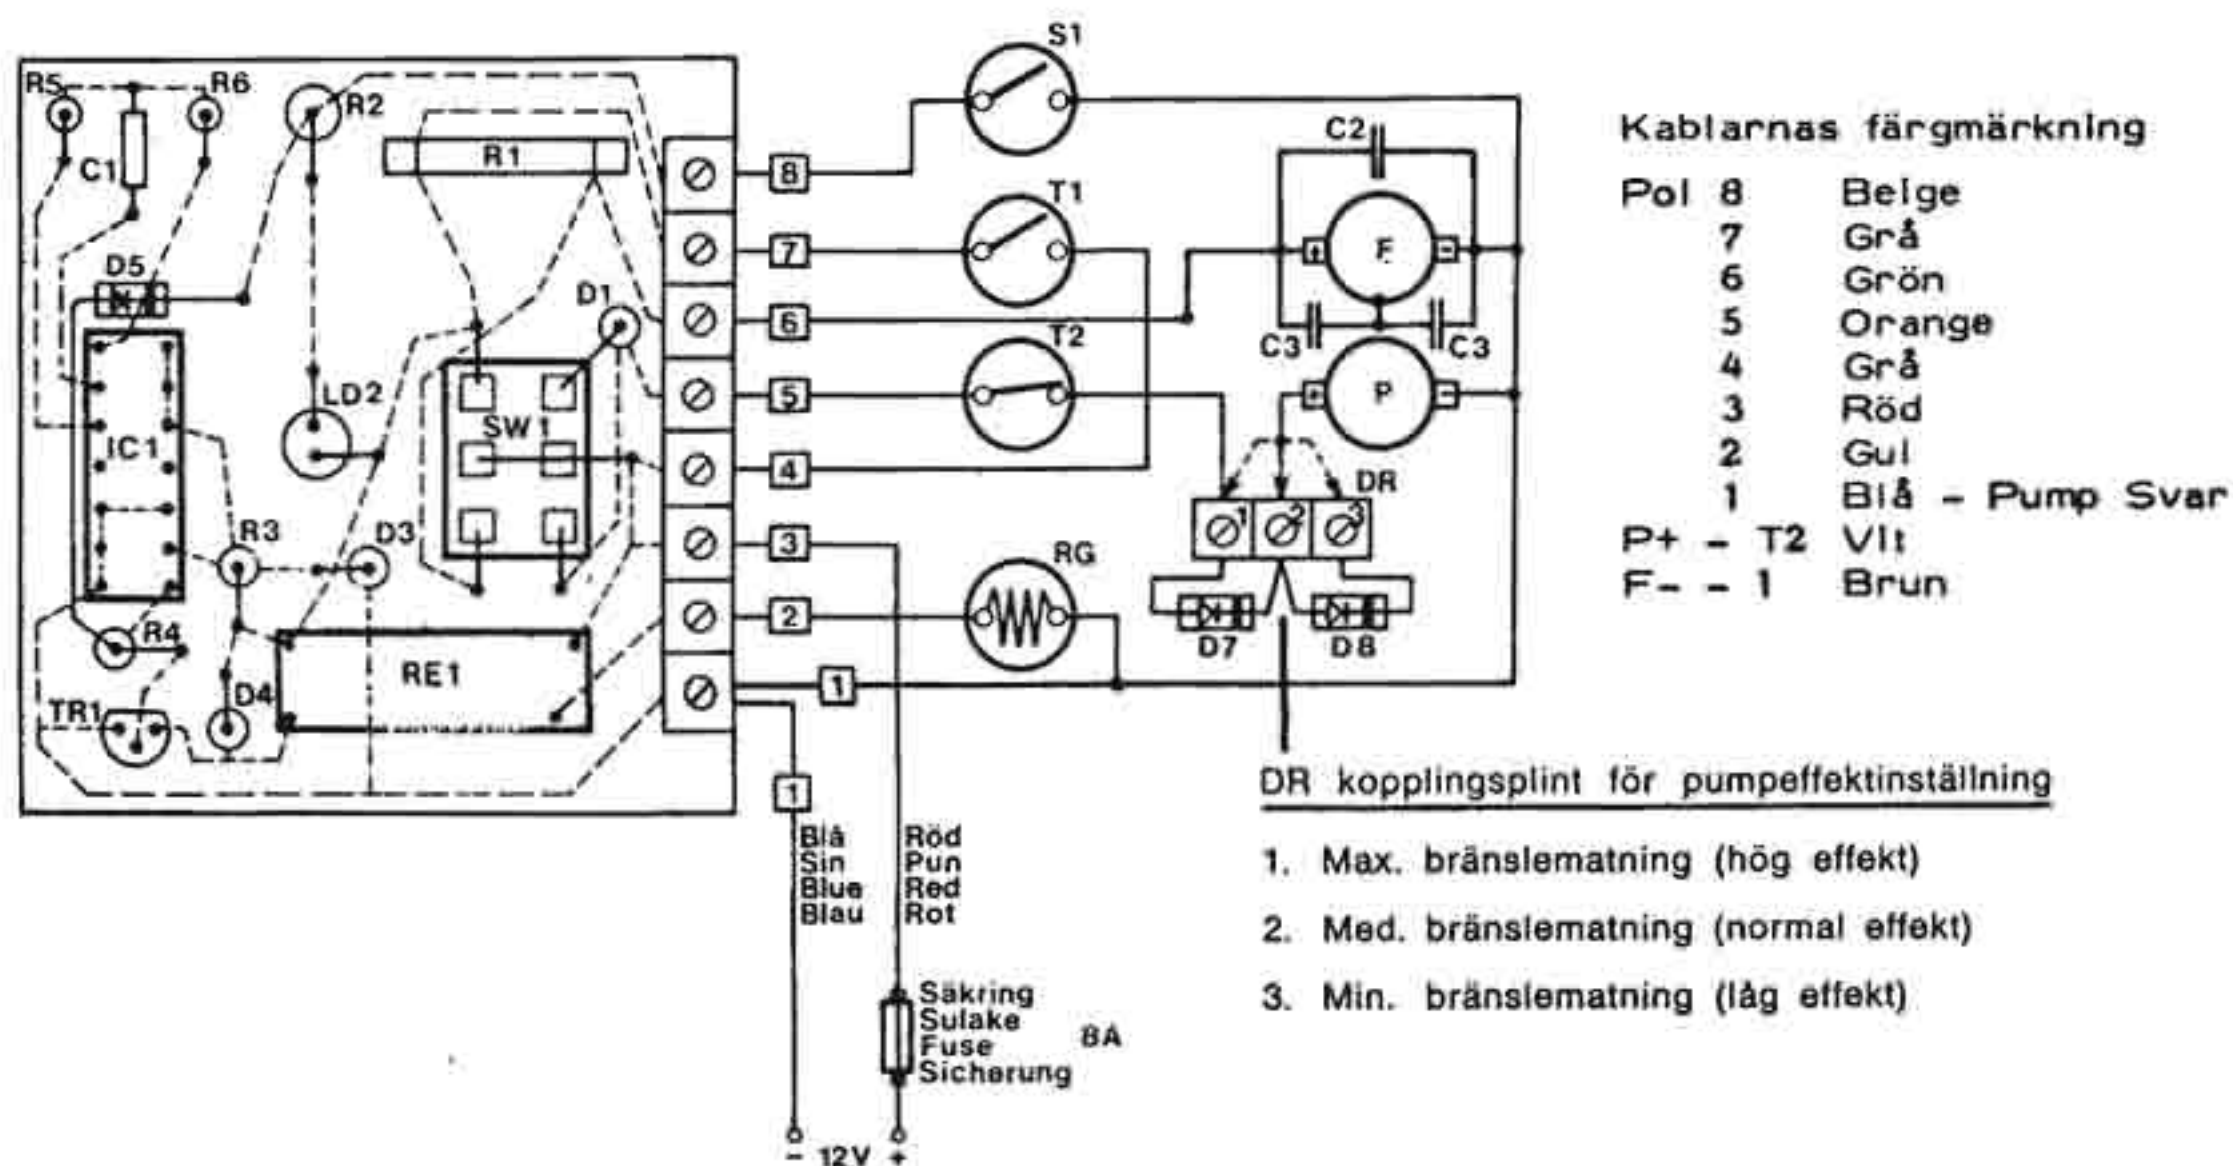 S1
R5
R6
R2
C1
R1
8
C2
T1
7
F
D5
D1
6
T2
C3
C3
5
P
LD2
SW1
IC1
4
DR
1
2
3
R3
D3
3
RG
2
D7
D8
R4
RE1
1
D4
TR1
1
Blå Röd
Sin Pun
Blue Red
Blau Rot
Säkring
Sulake
Fuse
Sicherung
8A
- 12V +
Kablarnas färgmärkning
Pol 8 Beige
7 Grå
6 Grön
5 Orange
4 Grå
3 Röd
2 Gul
1 Blå - Pump Svar
P+ - T2 Vit
F- - 1 Brun
DR kopplingsplint för pumpeffektinställning
1. Max. bränslematning (hög effekt)
2. Med. bränslematning (normal effekt)
3. Min. bränslematning (låg effekt)